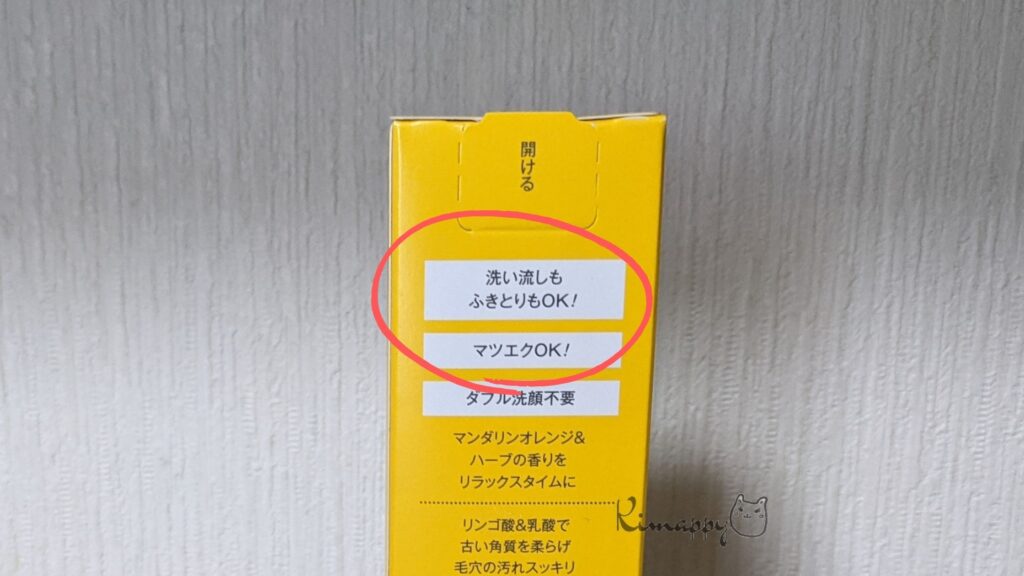 開ける
洗い流しも
ふきとりもOK!
マツエクOK!
ダブル洗顔不要
マンダリンオレンジ&
ハーブの香りを
リラックスタイムに
リンゴ酸&乳酸で
古い角質を柔らげ
毛穴の汚れスッキリ
Kimappy